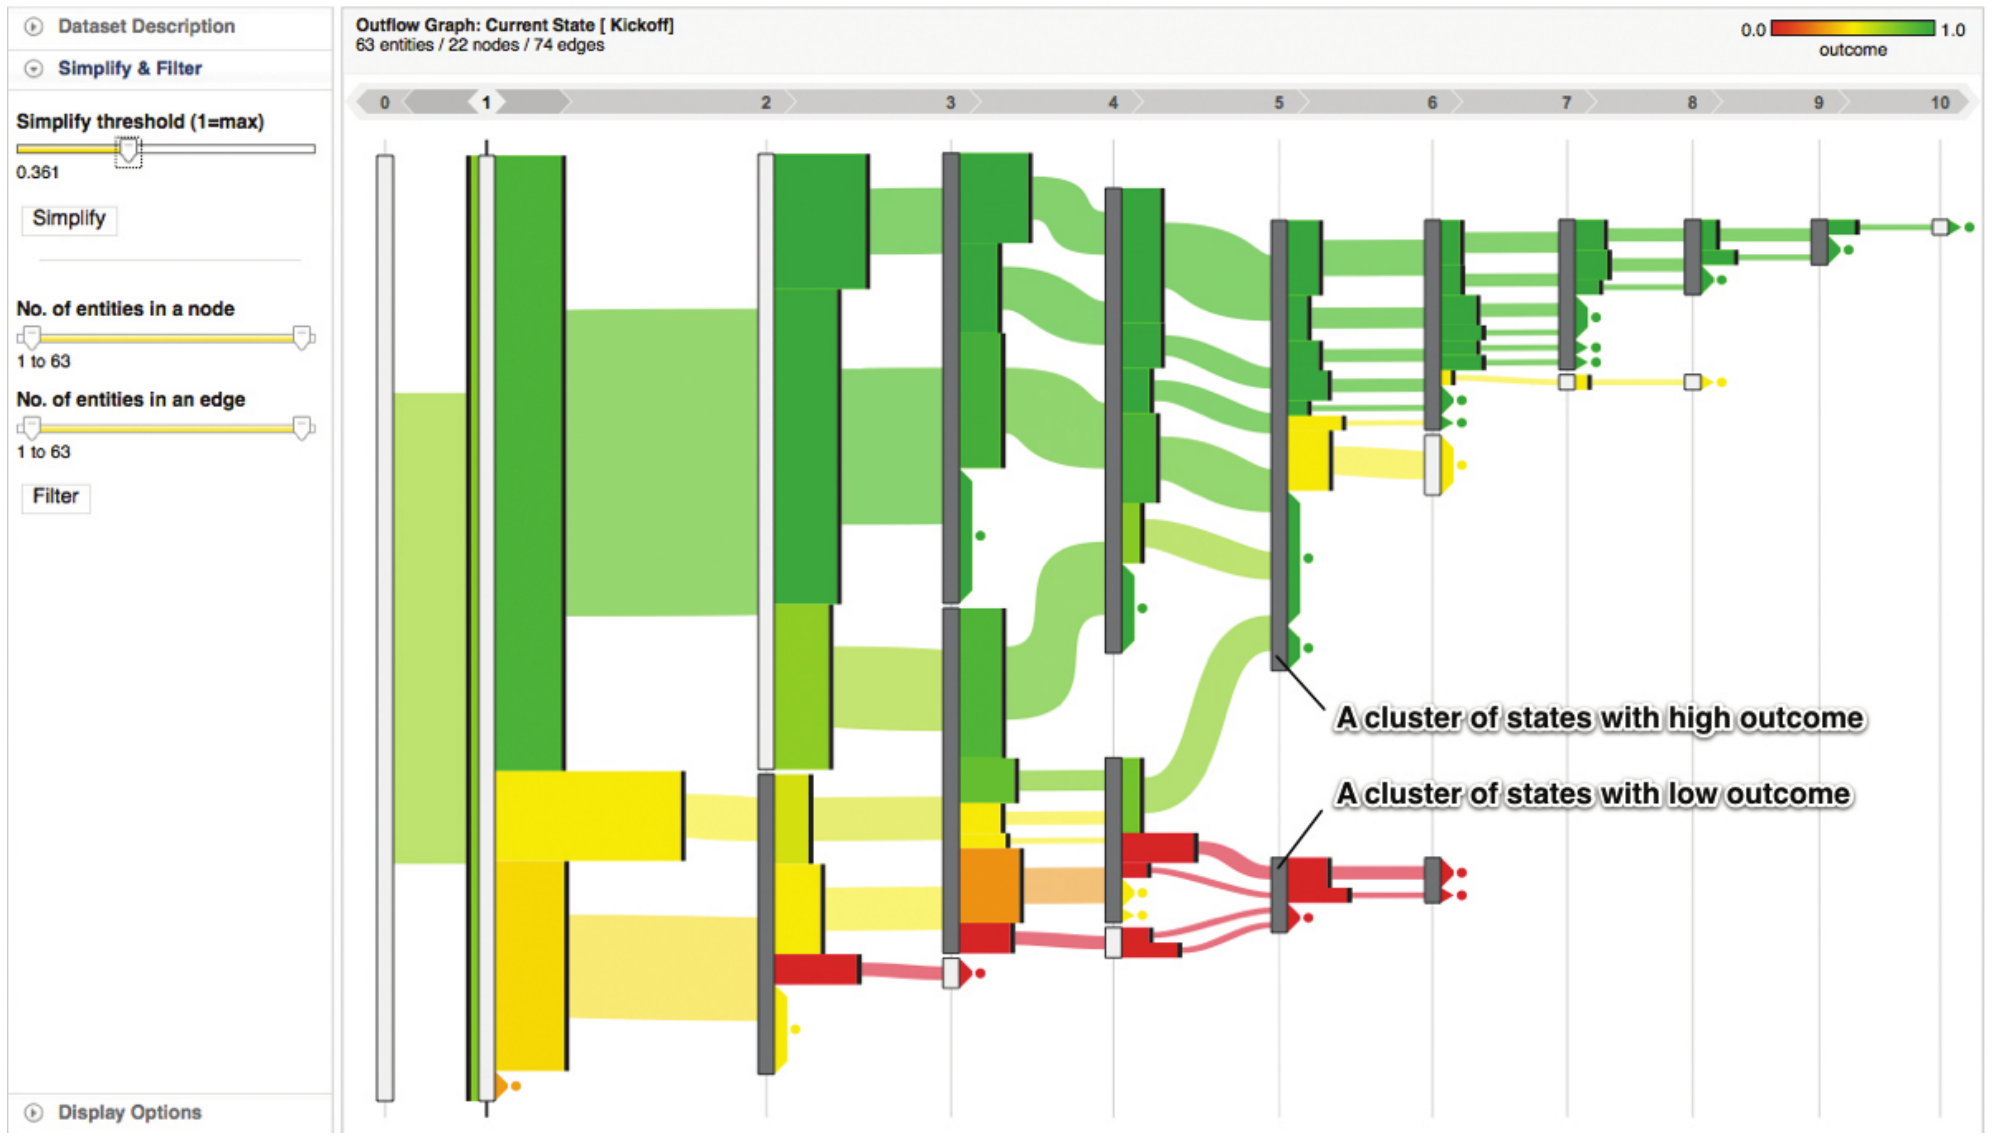 Dataset Description
Simplify & Filter
Simplify threshold (1=max)
0.361
Simplify
No. of entities in a node
1 to 63
No. of entities in an edge
1 to 63
Filter
Display Options
Outflow Graph: Current State [ Kickoff]
63 entities / 22 nodes / 74 edges
0.0 1.0
outcome
0 1 2 3 4 5 6 7 8 9 10
A cluster of states with high outcome
A cluster of states with low outcome